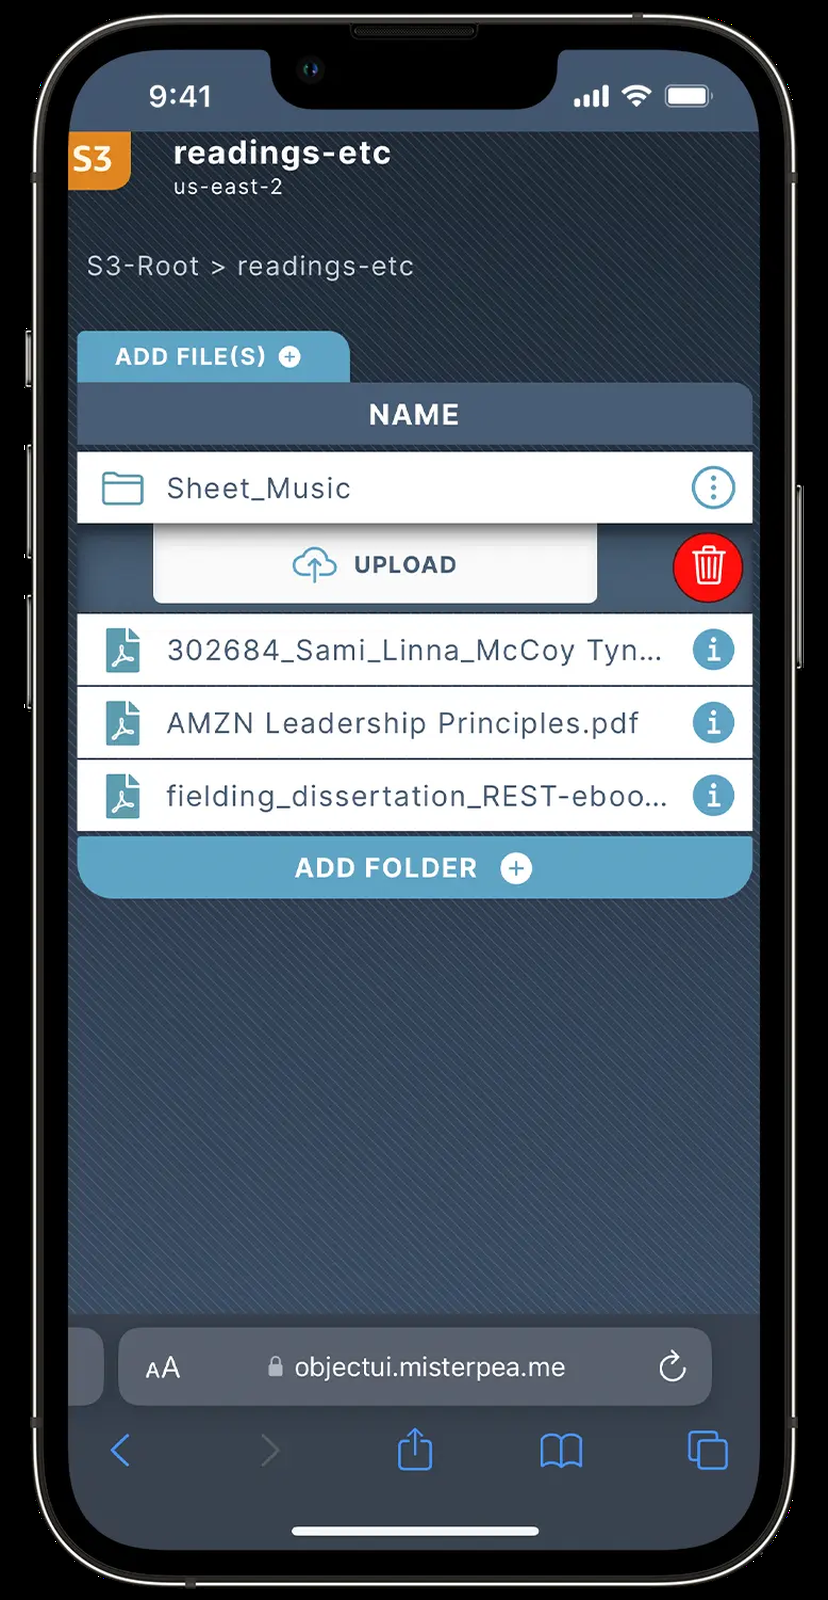 9:41
S3
readings-etc
us-east-2
S3-Root > readings-etc
ADD FILE(S)
NAME
Sheet_Music
UPLOAD
302684_Sami_Linna_McCoy Tyn...
AMZN Leadership Principles.pdf
fielding_dissertation_REST-eboo...
ADD FOLDER
AA objectui.misterpea.me